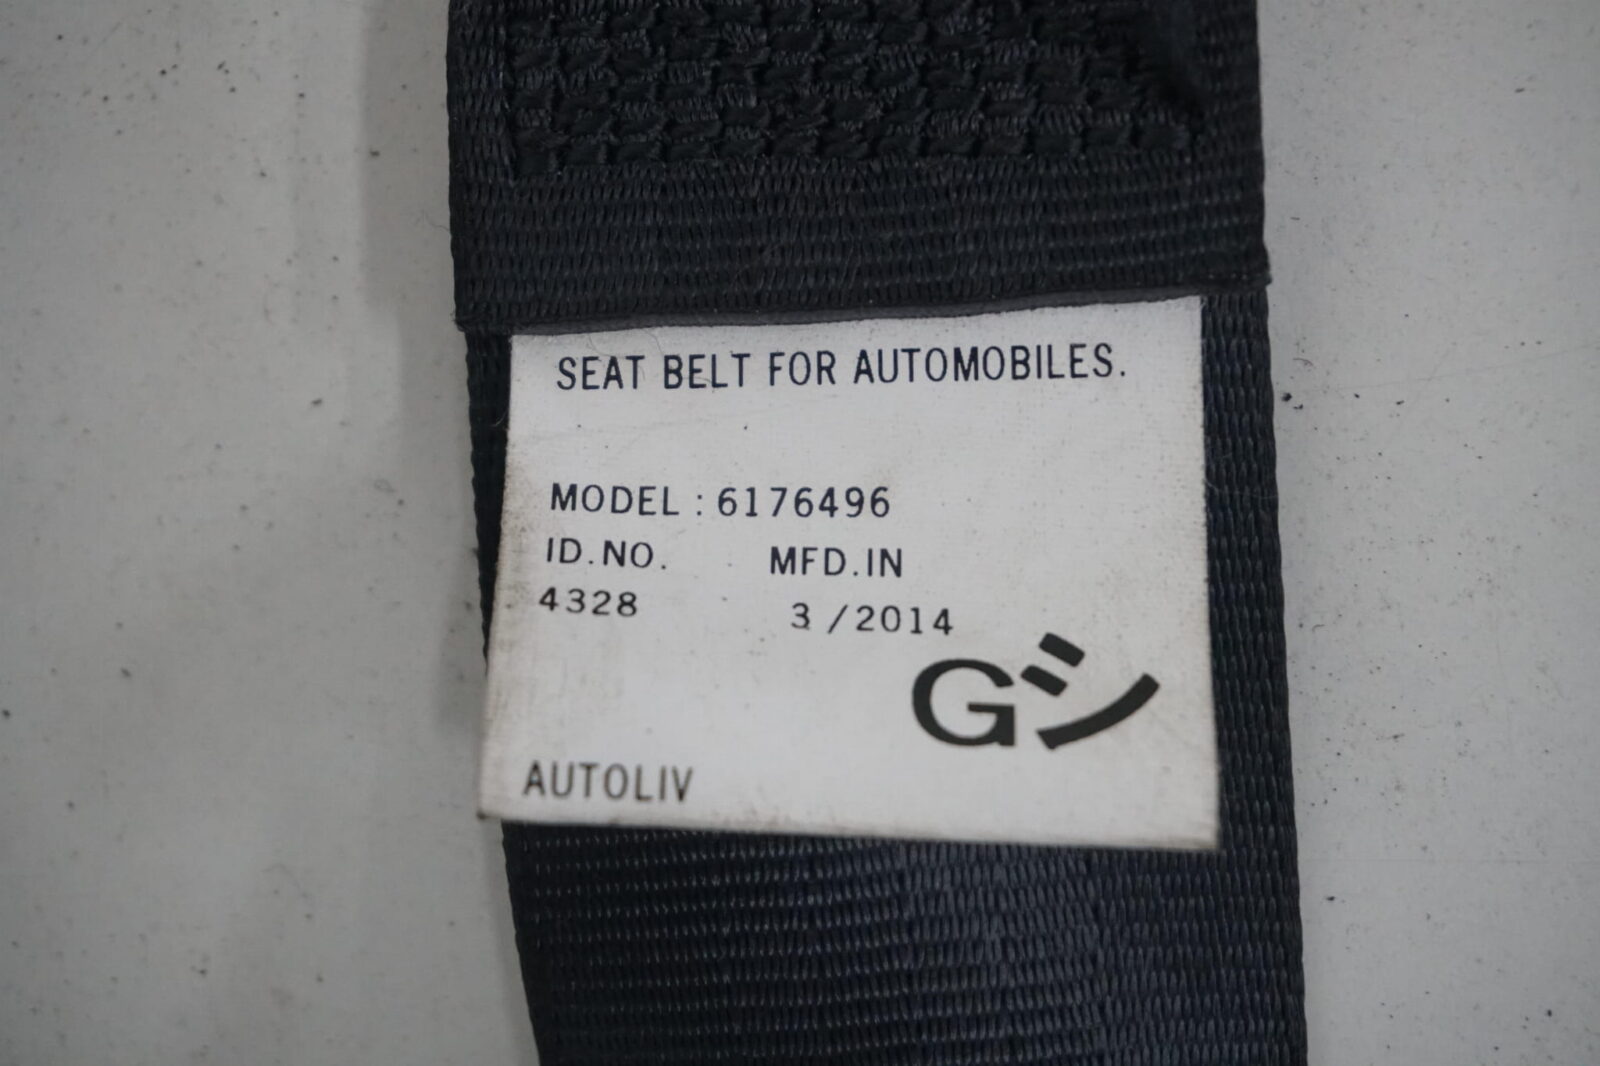 SEAT BELT FOR AUTOMOBILES.
MODEL : 6176496
ID.NO. MFD.IN
4328 3 / 2014
Gシ
AUTOLIV